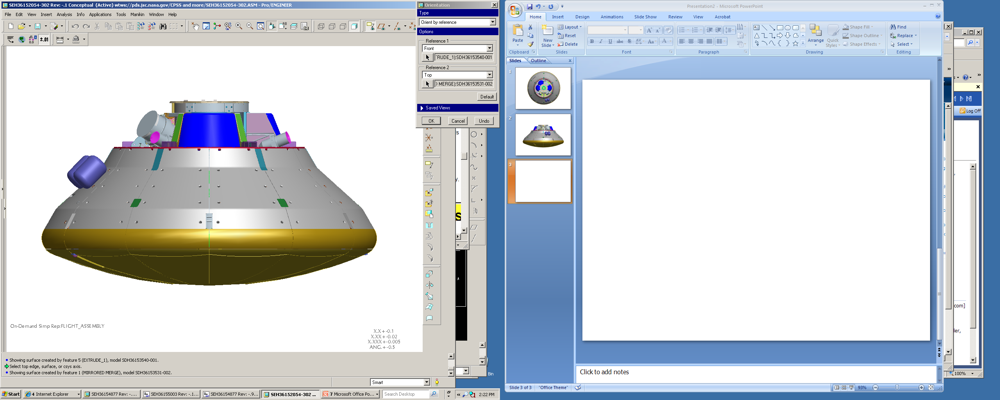 SEH36152054-302 Rev: -.1 Conceptual  (Active) wtws://pds.jsc.nasa.gov/CPSS and more/SEH36152054-302.ASM - Pro/ENGINEER
File Edit View Insert Analysis Info Applications Tools Manikin Window Help
±.01
Orientation
Type
Orient by reference
Options
Reference 1
Front
RUDE_1):SDH36153540-001
Reference 2
Top
) MERGE):SDH36153531-002
Default
Saved Views
OK Cancel Undo
On-Demand Simp Rep:FLIGHT_ASSEMBLY
X.X+-0.1
X.XX+-0.02
X.XXX+-0.005
ANG.+-0.5
Showing surface created by feature 5 (EXTRUDE_1), model SDH36153540-001.
Select top edge, surface, or csys axis.
Showing surface created by feature 1 (MIRRORED MERGE), model SDH36153531-002.
Smart
Start
4 Internet Explorer
SEH36154877 Rev: -....
SEH36155003 Rev: -.1...
SEH36154877 Rev: -.9...
SEH36152054-302 ...
7 Microsoft Office Po...
Search Desktop
2:22 PM
Bin
Presentation2 - Microsoft PowerPoint
Home Insert Design Animations Slide Show Review View Acrobat
Paste
Clipboard
New Slide
Layout
Reset
Delete
Slides
B I U abc S AV Aa A
Font
Paragraph
Arrange
Quick Styles
Shape Fill
Shape Outline
Shape Effects
Drawing
Find
Replace
Select
Editing
Slides Outline
1
2
3
Click to add notes
Slide 3 of 3 "Office Theme"
93%
Log Off
com]
ler,
100%